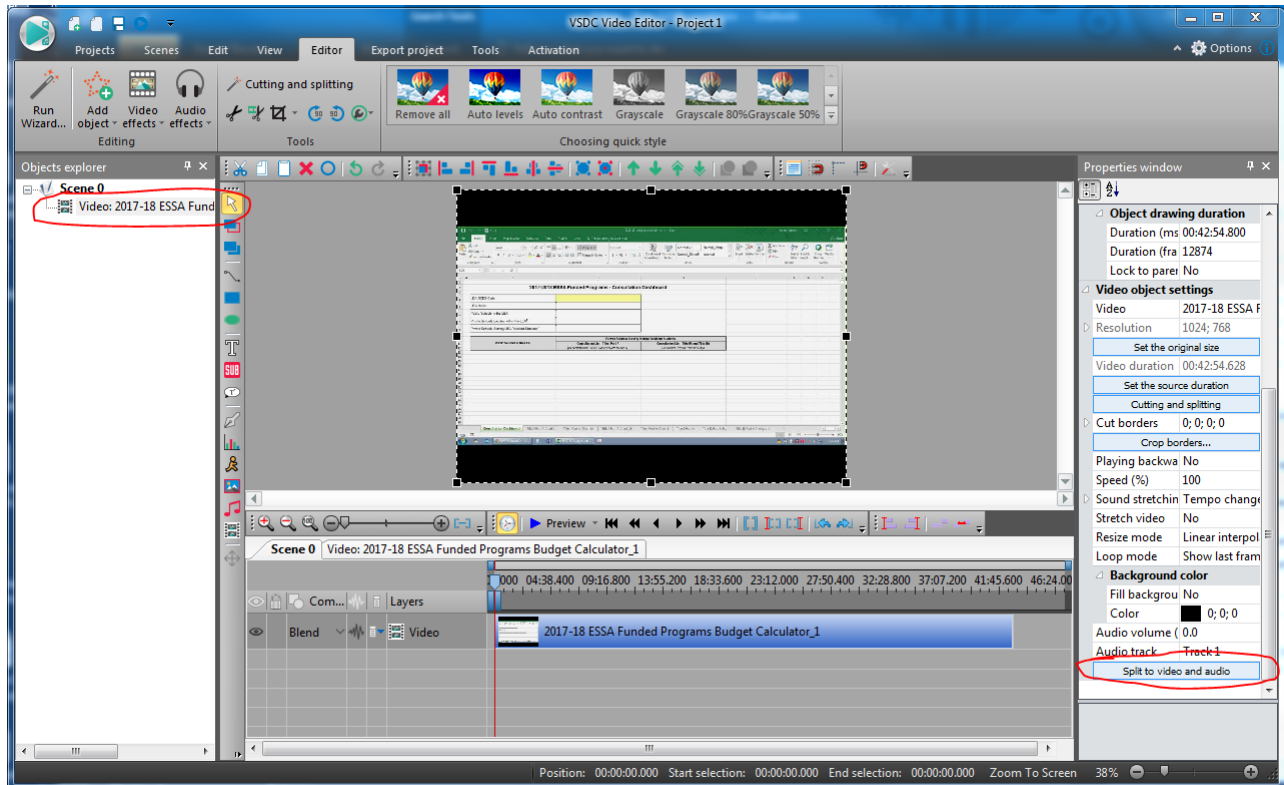 VSDC Video Editor - Project 1
Projects Scenes Edit View Editor Export project Tools Activation
Options
Run Wizard...
Add object
Video effects
Audio effects
Editing
Cutting and splitting
Tools
Remove all Auto levels Auto contrast Grayscale Grayscale 80% Grayscale 50%
Choosing quick style
Objects explorer
Scene 0
Video: 2017-18 ESSA Fund
T
SUB
2017-18 ESSA Funded Programs - Consultation Dashboard
Preview
Scene 0 Video: 2017-18 ESSA Funded Programs Budget Calculator_1
000 04:38.400 09:16.800 13:55.200 18:33.600 23:12.000 27:50.400 32:28.800 37:07.200 41:45.600 46:24.00
Com... Layers
Blend Video 2017-18 ESSA Funded Programs Budget Calculator_1
Properties window
Object drawing duration
Duration (ms 00:42:54.800
Duration (fra 12874
Lock to parer No
Video object settings
Video 2017-18 ESSA F
Resolution 1024; 768
Set the original size
Video duration 00:42:54.628
Set the source duration
Cutting and splitting
Cut borders 0; 0; 0; 0
Crop borders...
Playing backwa No
Speed (%) 100
Sound stretchin Tempo change
Stretch video No
Resize mode Linear interpol
Loop mode Show last fram
Background color
Fill backgrou No
Color 0; 0; 0
Audio volume ( 0.0
Audio track Track 1
Split to video and audio
Position: 00:00:00.000 Start selection: 00:00:00.000 End selection: 00:00:00.000 Zoom To Screen 38%